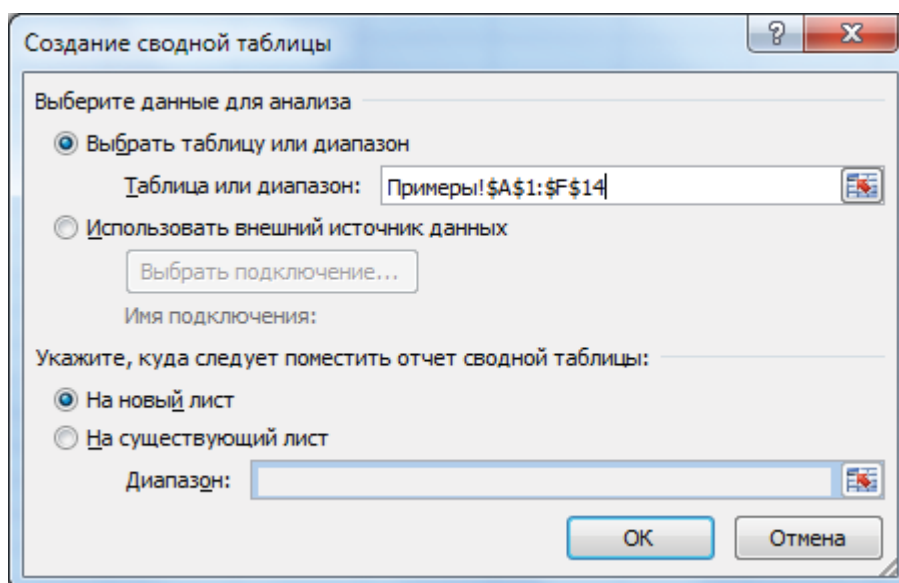 Создание сводной таблицы
Выберите данные для анализа
Выбрать таблицу или диапазон
Таблица или диапазон: Примеры!$A$1:$F$14
Использовать внешний источник данных
Выбрать подключение...
Имя подключения:
Укажите, куда следует поместить отчет сводной таблицы:
На новый лист
На существующий лист
Диапазон:
ОК Отмена